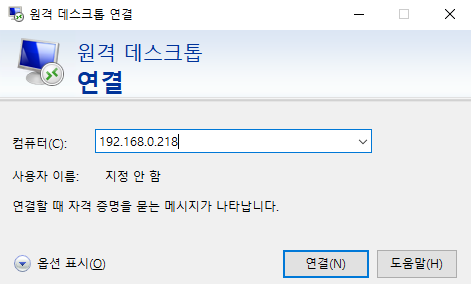 원격 데스크톱 연결
원격 데스크톱
연결
컴퓨터(C): 192.168.0.218
사용자 이름: 지정 안 함
연결할 때 자격 증명을 묻는 메시지가 나타납니다.
옵션 표시(O) 연결(N) 도움말(H)